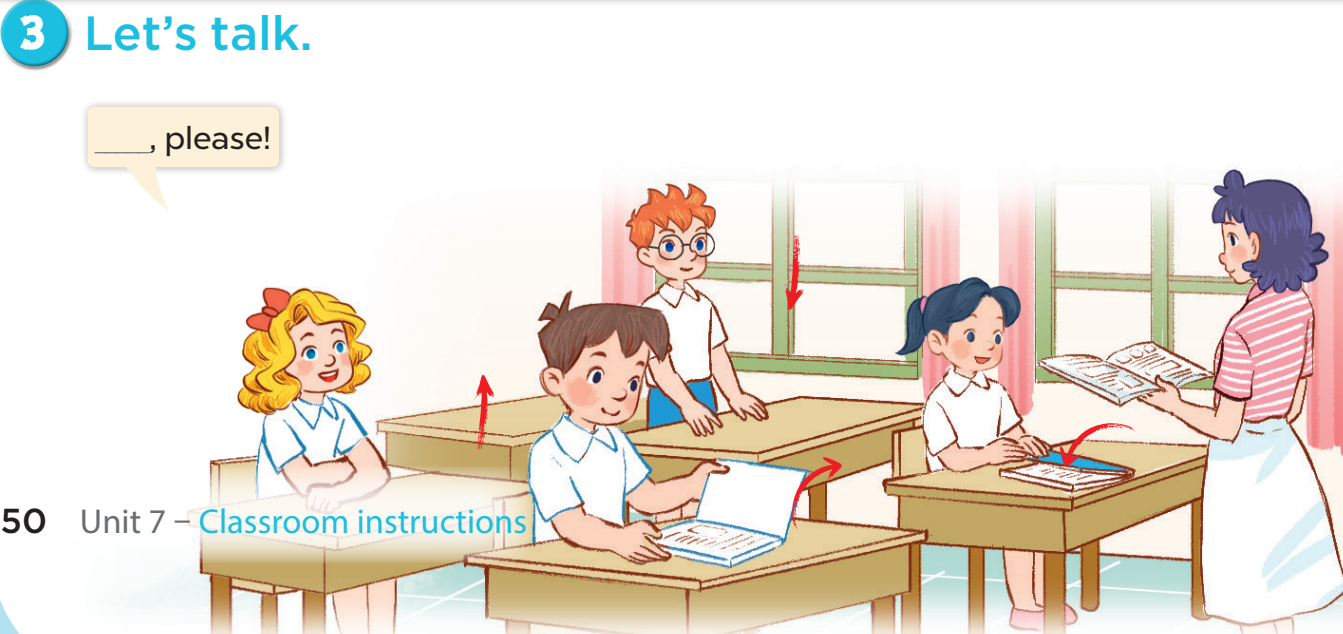 3 Let's talk.
____, please!
50 Unit 7 – Classroom instructions